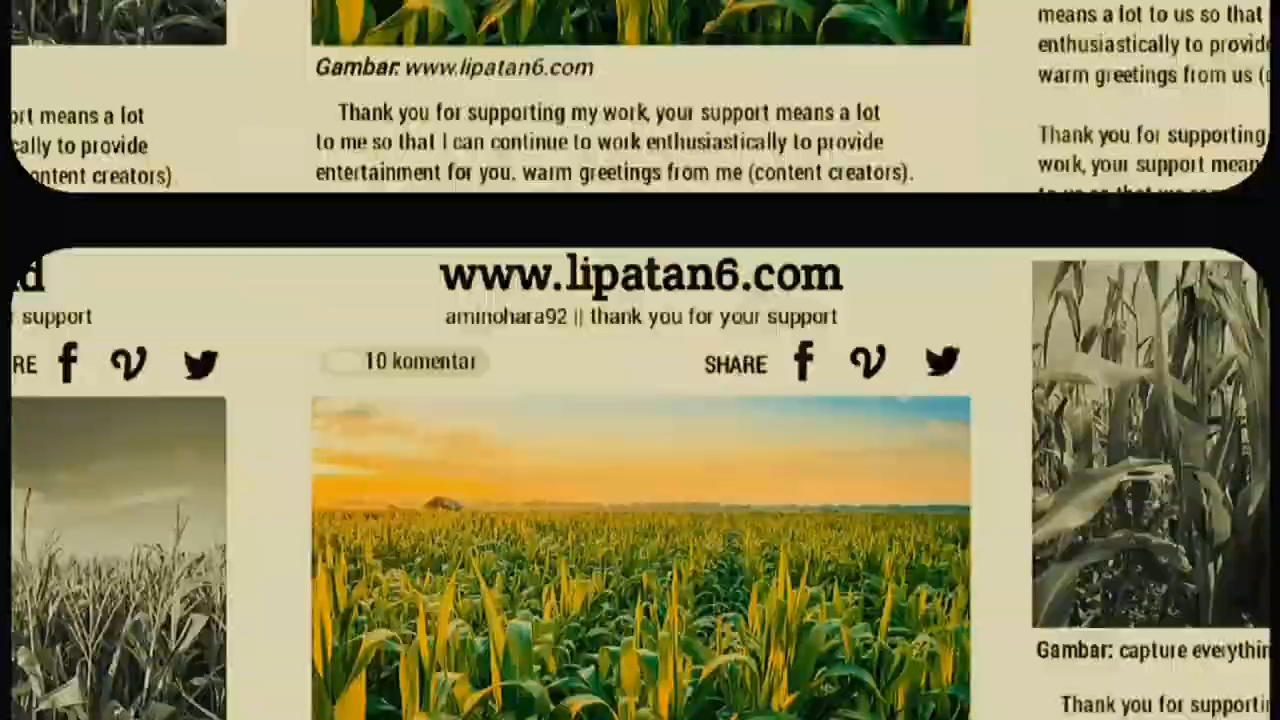 ort means a lot
cally to provide
ontent creators)
Gambar: www.lipatan6.com
Thank you for supporting my work, your support means a lot
to me so that I can continue to work enthusiastically to provide
entertainment for you. warm greetings from me (content creators).
means a lot to us so that
enthusiastically to provide
warm greetings from us (
Thank you for supporting
work, your support mean
d
support
RE
www.lipatan6.com
aminohara92 || thank you for your support
10 komentar
SHARE
Gambar: capture everythin
Thank you for supporti